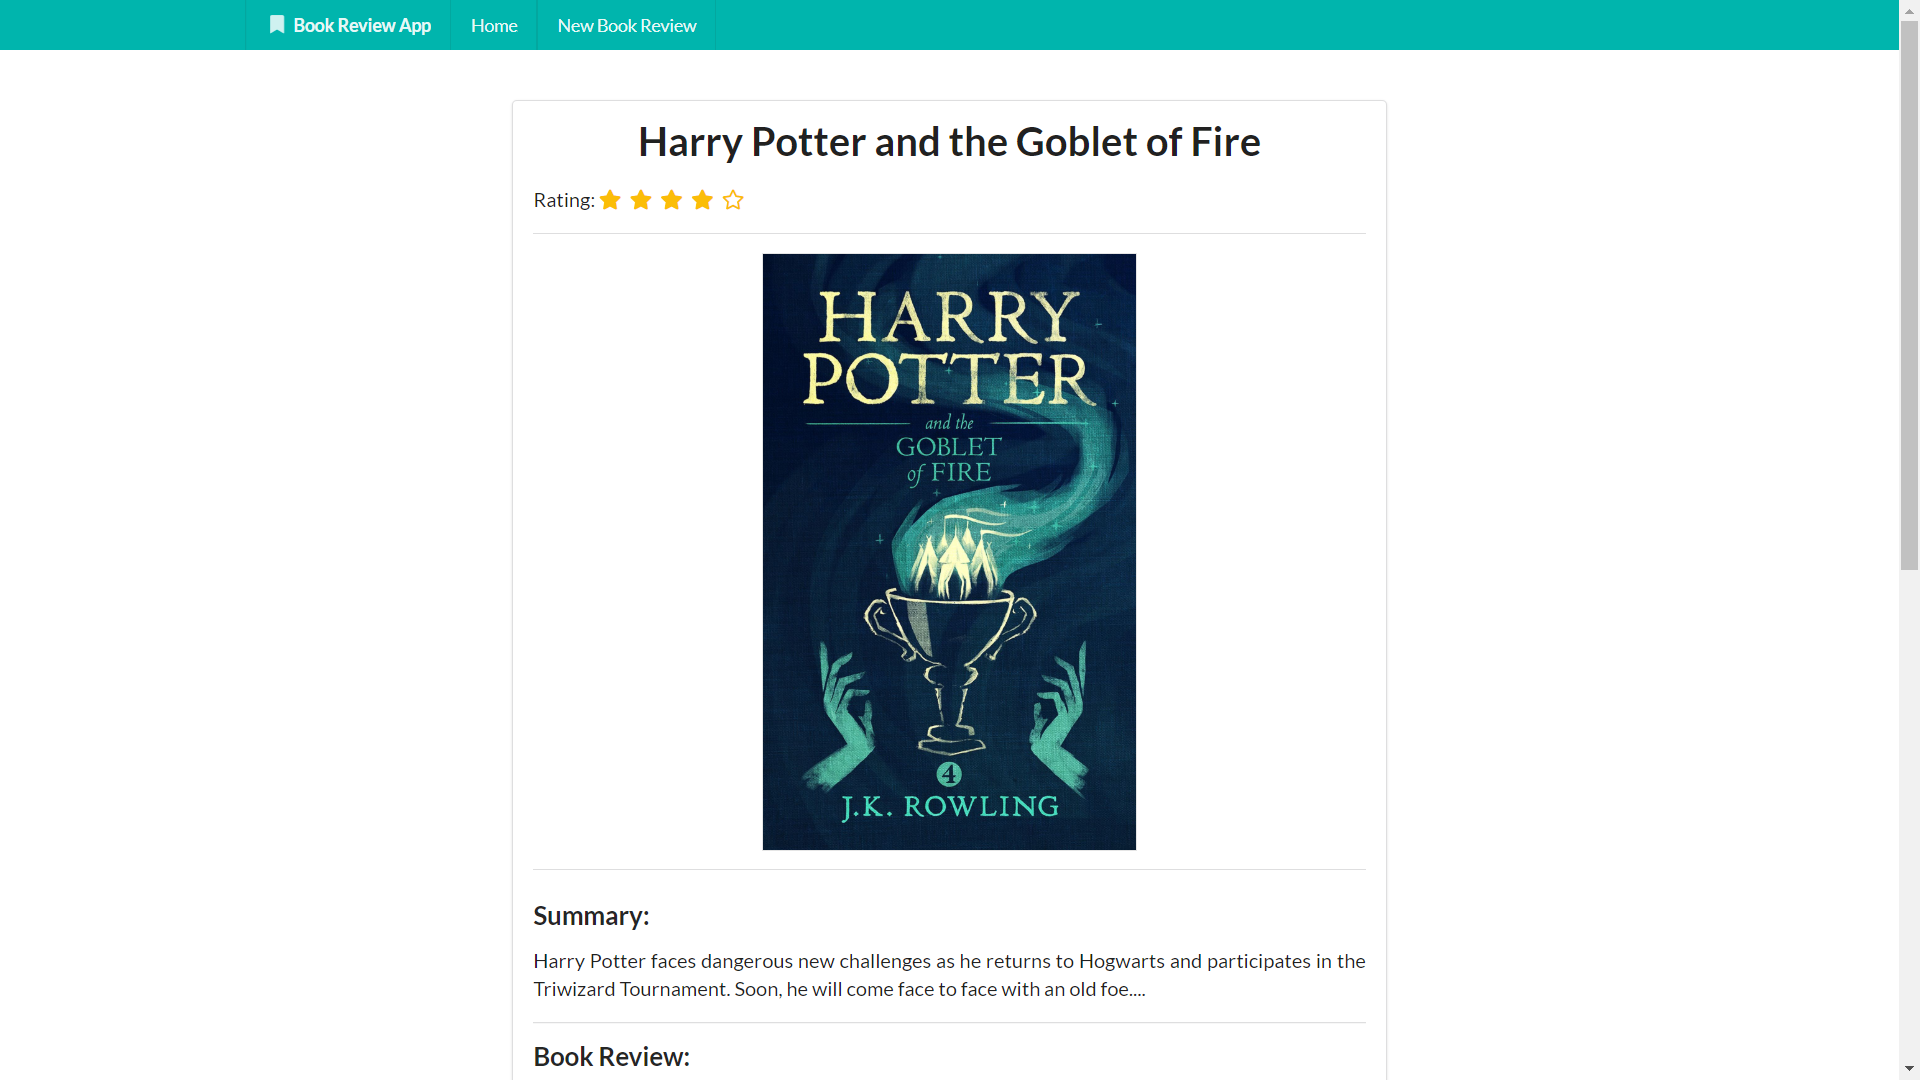 Book Review App Home New Book Review
Harry Potter and the Goblet of Fire
Rating:
HARRY
POTTER
and the
GOBLET
of FIRE
4
J.K. ROWLING
Summary:
Harry Potter faces dangerous new challenges as he returns to Hogwarts and participates in the
Triwizard Tournament. Soon, he will come face to face with an old foe....
Book Review: